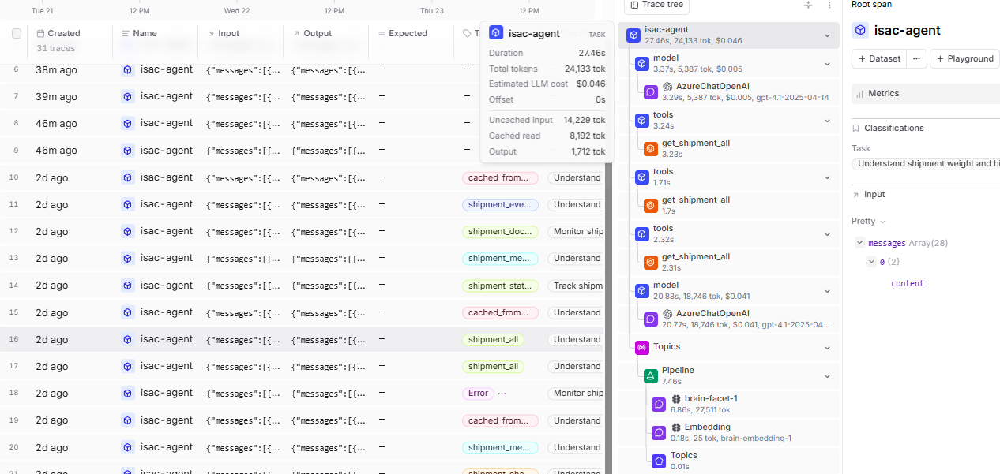 Tue 21 12 PM Wed 22 12 PM Thu 23 12 PM
Created Name Input Output Expected
31 traces
6 38m ago isac-agent {"messages":[{... {"messages":[{... —
7 39m ago isac-agent {"messages":[{... {"messages":[{... — —
8 46m ago isac-agent {"messages":[{... {"messages":[{... — —
9 46m ago isac-agent {"messages":[{... {"messages":[{... — —
10 2d ago isac-agent {"messages":[{... {"messages":[{... — cached_from... Understand
11 2d ago isac-agent {"messages":[{... {"messages":[{... — shipment_eve... Understand
12 2d ago isac-agent {"messages":[{... {"messages":[{... — shipment_doc... Monitor ship
13 2d ago isac-agent {"messages":[{... {"messages":[{... — shipment_me... Understand
14 2d ago isac-agent {"messages":[{... {"messages":[{... — shipment_stat... Track shipm
15 2d ago isac-agent {"messages":[{... {"messages":[{... — cached_from... Understand
16 2d ago isac-agent {"messages":[{... {"messages":[{... — shipment_all Understand
17 2d ago isac-agent {"messages":[{... {"messages":[{... — shipment_all Understand
18 2d ago isac-agent {"messages":[{... {"messages":[{... — Error ... Monitor ship
19 2d ago isac-agent {"messages":[{... {"messages":[{... — cached_from... Understand
20 2d ago isac-agent {"messages":[{... {"messages":[{... — shipment_me... Understand
isac-agent TASK
Duration 27.46s
Total tokens 24,133 tok
Estimated LLM cost $0.046
Offset 0s
Uncached input 14,229 tok
Cached read 8,192 tok
Output 1,712 tok
Trace tree
isac-agent
27.46s, 24,133 tok, $0.046
model
3.37s, 5,387 tok, $0.005
AzureChatOpenAI
3.29s, 5,387 tok, $0.005, gpt-4.1-2025-04-14
tools
3.24s
get_shipment_all
3.23s
tools
1.71s
get_shipment_all
1.7s
tools
2.32s
get_shipment_all
2.31s
model
20.83s, 18,746 tok, $0.041
AzureChatOpenAI
20.77s, 18,746 tok, $0.041, gpt-4.1-2025-04...
Topics
Pipeline
7.46s
brain-facet-1
6.86s, 27,511 tok
Embedding
0.18s, 25 tok, brain-embedding-1
Topics
0.01s
Root span
isac-agent
+ Dataset ... + Playground
Metrics
Classifications
Task
Understand shipment weight and bi
Input
Pretty
messages Array(28)
0 {2}
content